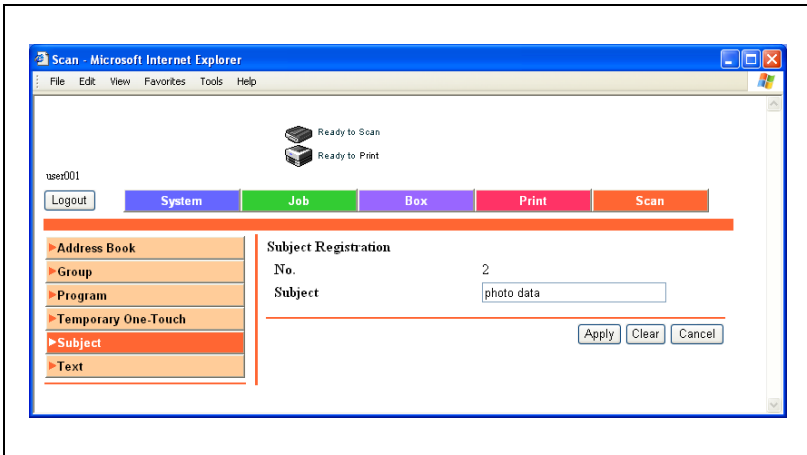 Scan - Microsoft Internet Explorer
File Edit View Favorites Tools Help
Ready to Scan
Ready to Print
user001
Logout System Job Box Print Scan
Address Book
Group
Program
Temporary One-Touch
Subject
Text
Subject Registration
No. 2
Subject photo data
Apply Clear Cancel